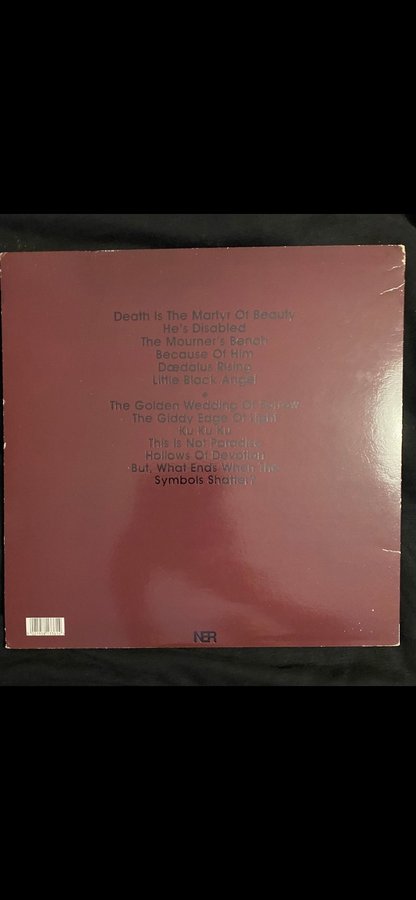 Death Is The Martyr Of Beauty
He's Disabled
The Mourner's Bench
Because Of Him
Dædalus Rising
Little Black Angel
The Golden Wedding Of Sorrow
The Giddy Edge Of Light
Ku Ku Ku
This Is Not Paradise
Hollows Of Devotion
But, What Ends When The
Symbols Shatter?
NER